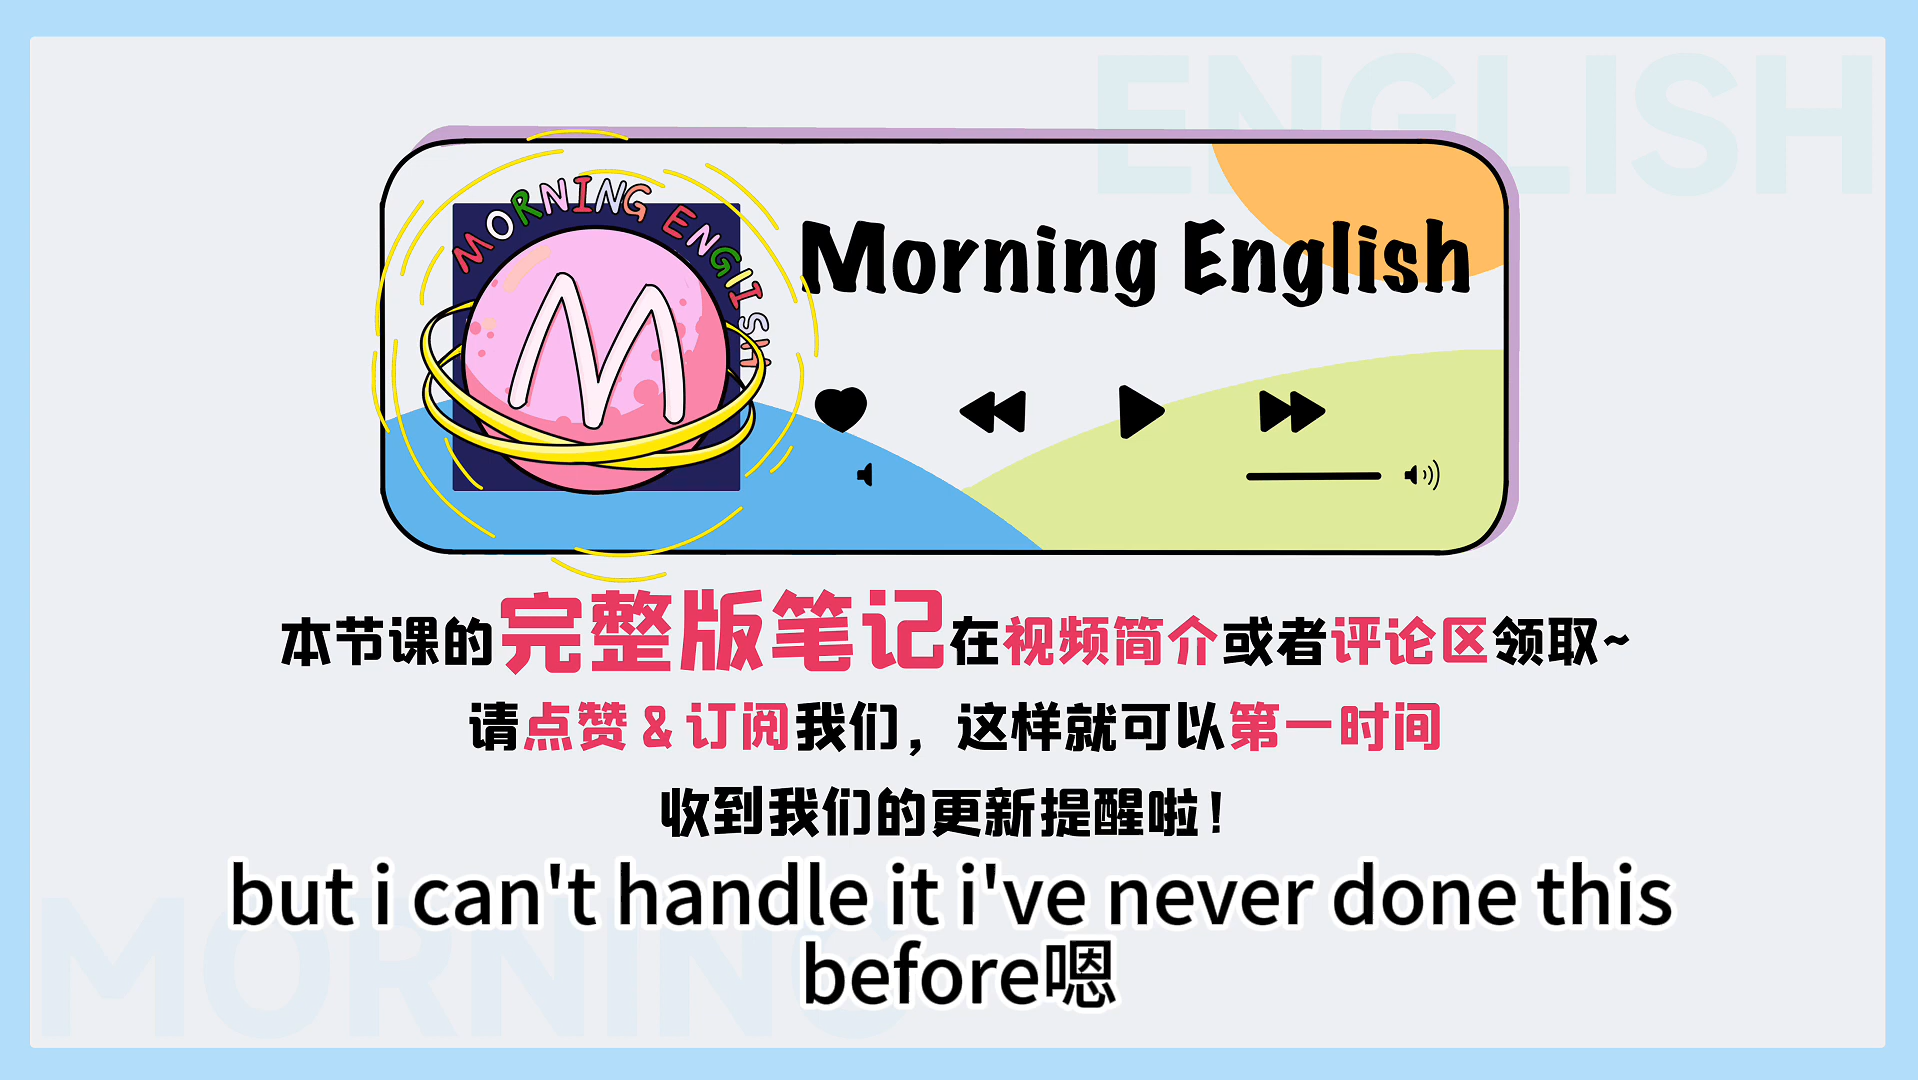 ENGLISH
MORNING ENGLISH
M
Morning English
本节课的完整版笔记在视频简介或者评论区领取~
请点赞&订阅我们，这样就可以第一时间
收到我们的更新提醒啦！
MORNING
but i can't handle it i've never done this
before嗯